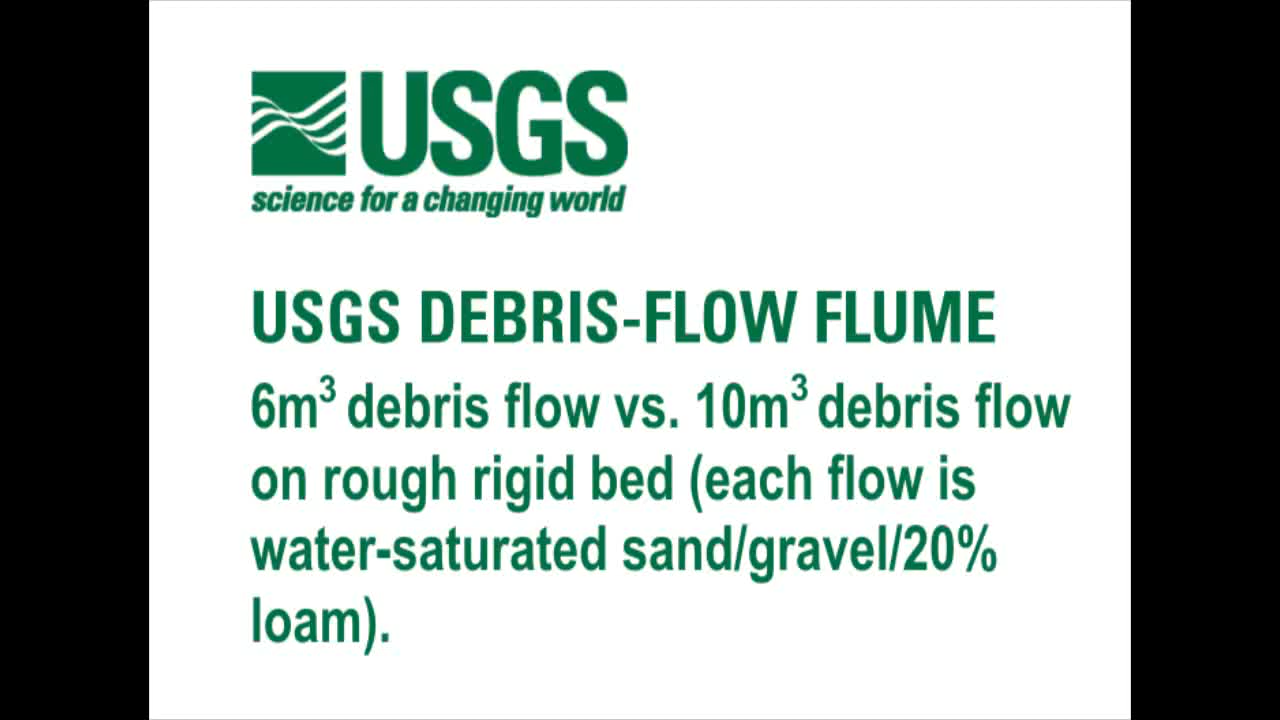 USGS
science for a changing world
USGS DEBRIS-FLOW FLUME
6m³ debris flow vs. 10m³ debris flow
on rough rigid bed (each flow is
water-saturated sand/gravel/20%
loam).